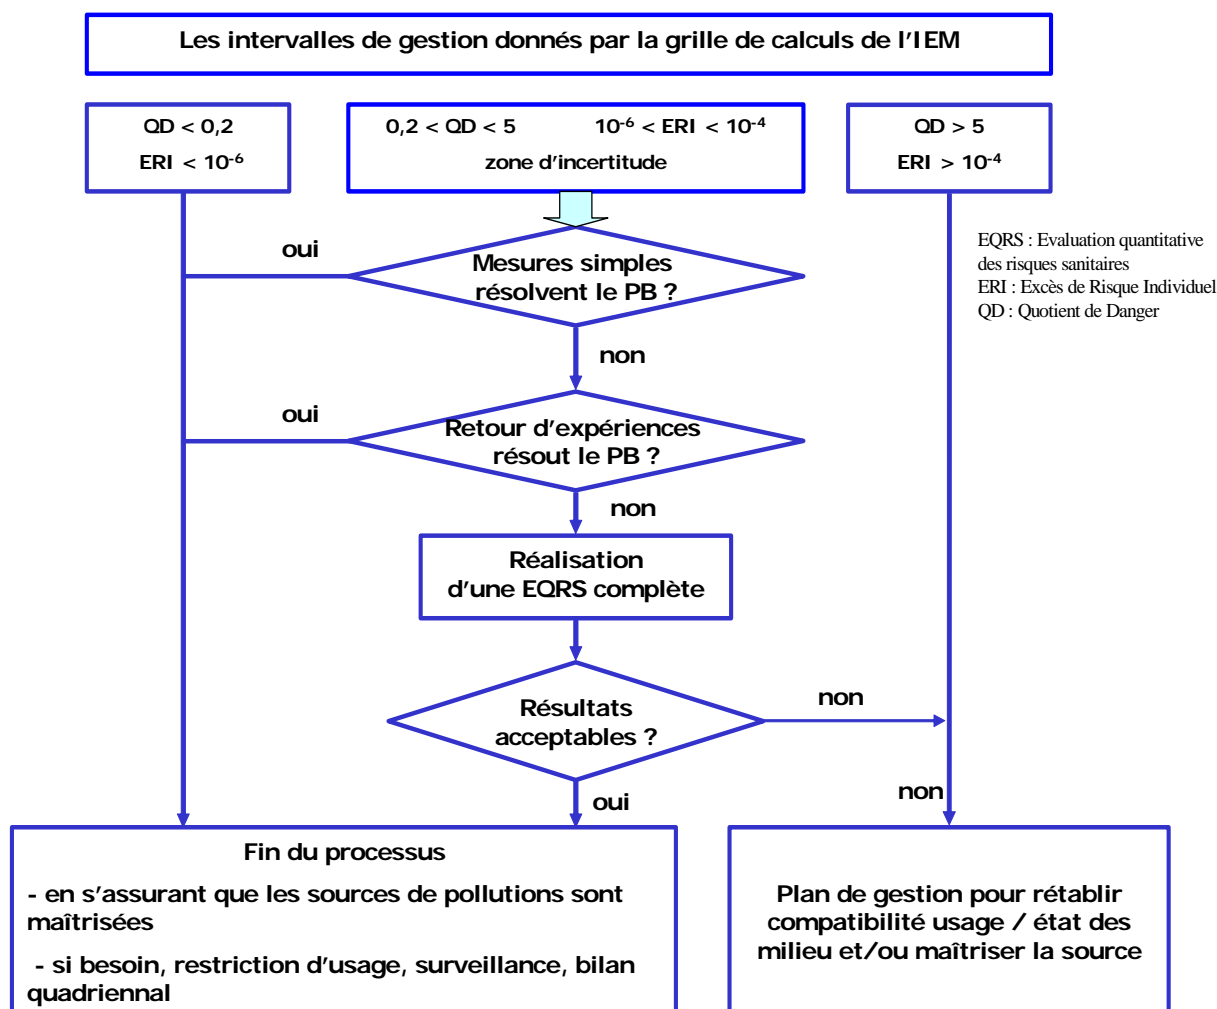 Les intervalles de gestion donnés par la grille de calculs de l'IEM
QD < 0,2
ERI < 10⁻⁶
0,2 < QD < 5 10⁻⁶ < ERI < 10⁻⁴
zone d'incertitude
QD > 5
ERI > 10⁻⁴
EQRS : Evaluation quantitative
des risques sanitaires
ERI : Excès de Risque Individuel
QD : Quotient de Danger
oui
Mesures simples
résolvent le PB ?
non
oui
Retour d'expériences
résout le PB ?
non
Réalisation
d'une EQRS complète
Résultats
acceptables ?
non
oui
non
Fin du processus
- en s'assurant que les sources de pollutions sont
maîtrisées
- si besoin, restriction d'usage, surveillance, bilan
quadriennal
Plan de gestion pour rétablir
compatibilité usage / état des
milieu et/ou maîtriser la source